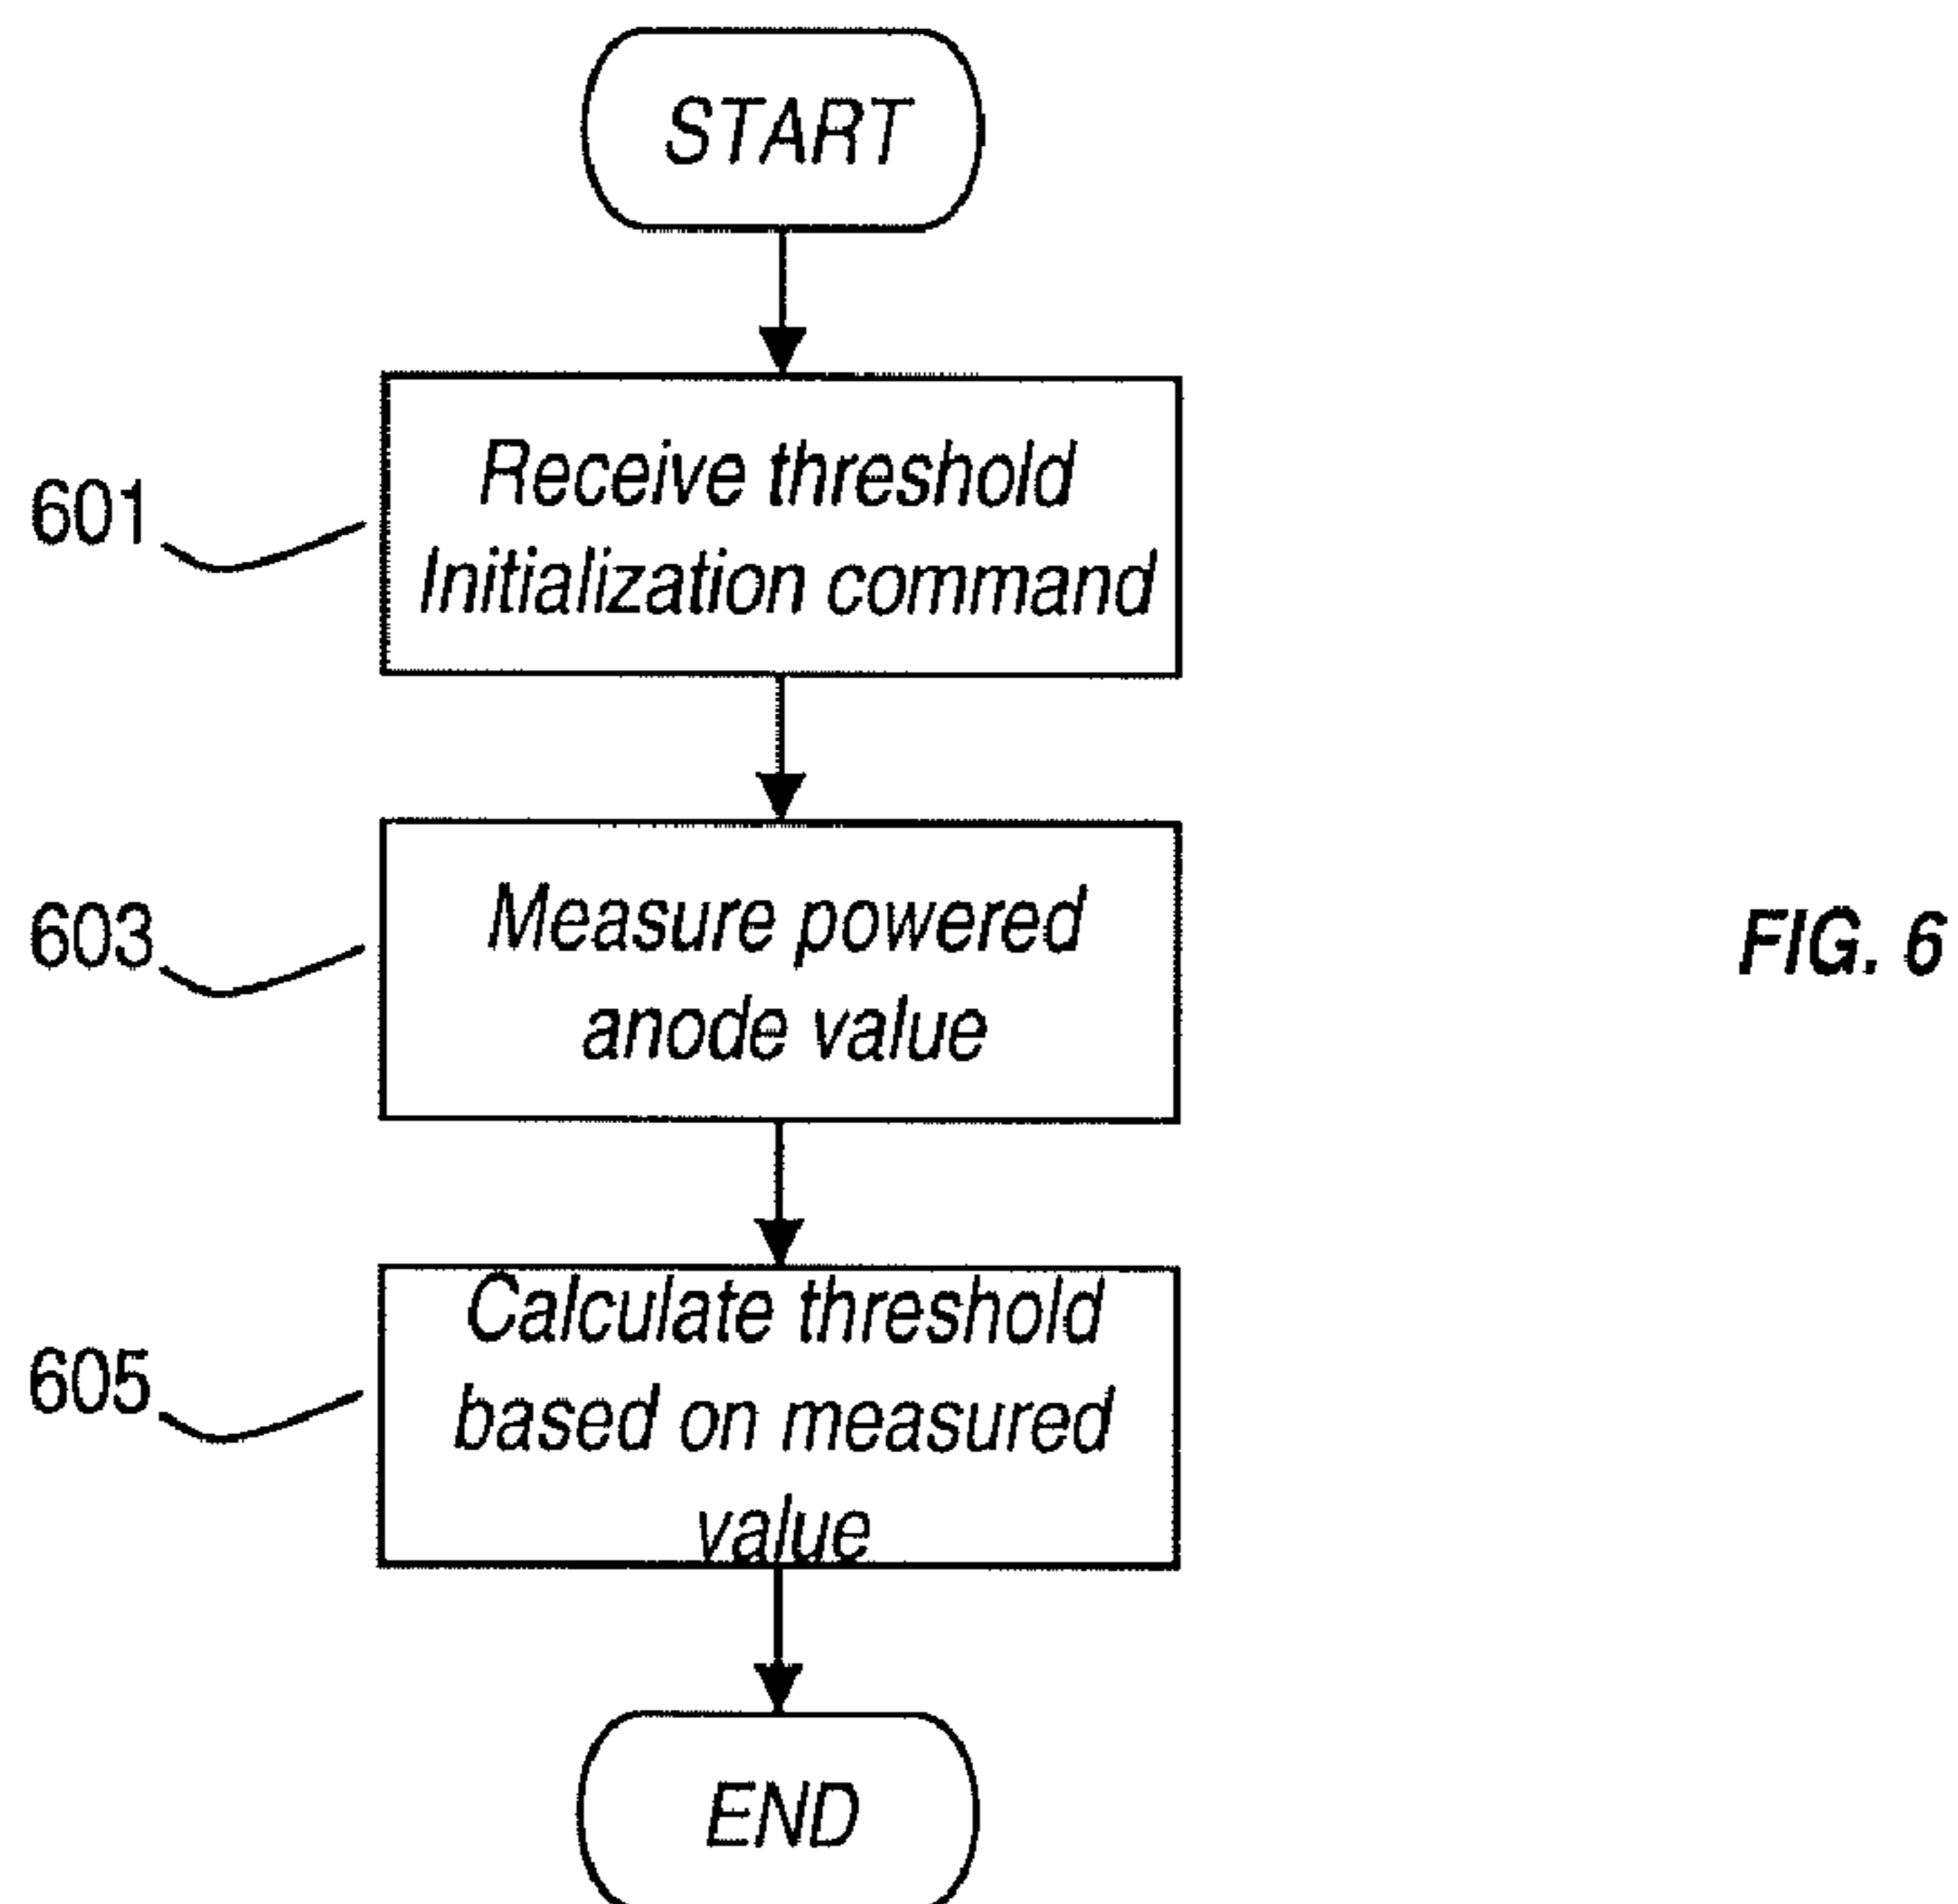 START
601
Receive threshold
Initialization command
603
Measure powered
anode value
FIG. 6
605
Calculate threshold
based on measured
value
END